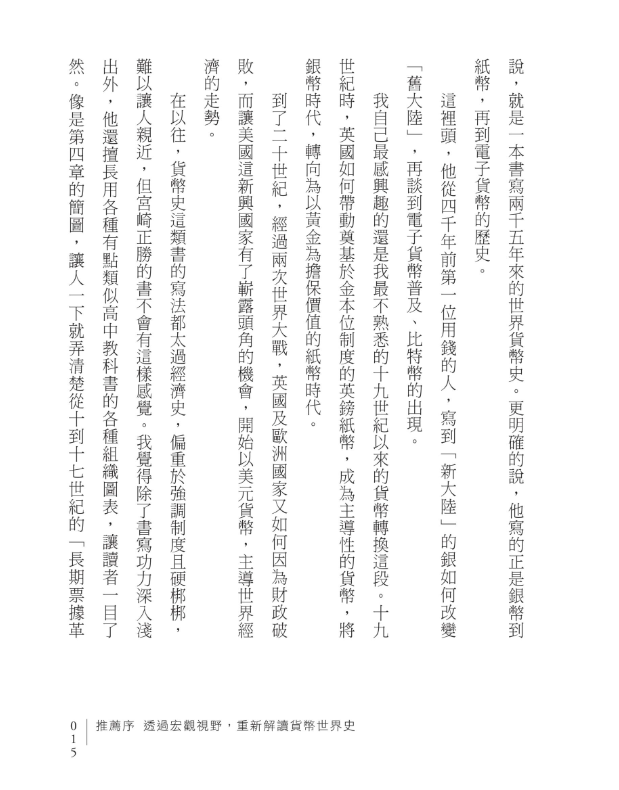 說，就是一本書寫兩千五年來的世界貨幣史。更明確的說，他寫的正是銀幣到
紙幣，再到電子貨幣的歷史。
這裡頭，他從四千年前第一位用錢的人，寫到「新大陸」的銀如何改變
「舊大陸」，再談到電子貨幣普及、比特幣的出現。
我自己最感興趣的還是我最不熟悉的十九世紀以來的貨幣轉換這段。十九
世紀時，英國如何帶動奠基於金本位制度的英鎊紙幣，成為主導性的貨幣，將
銀幣時代，轉向為以黃金為擔保價值的紙幣時代。
到了二十世紀，經過兩次世界大戰，英國及歐洲國家又如何因為財政破
敗，而讓美國這新興國家有了嶄露頭角的機會，開始以美元貨幣，主導世界經
濟的走勢。
在以往，貨幣史這類書的寫法都太過經濟史，偏重於強調制度且硬梆梆，
難以讓人親近，但宮崎正勝的書不會有這樣感覺。我覺得除了書寫功力深入淺
出外，他還擅長用各種有點類似高中教科書的各種組織圖表，讓讀者一目了
然。像是第四章的簡圖，讓人一下就弄清楚從十到十七世紀的「長期票據革
推薦序 透過宏觀視野，重新解讀貨幣世界史
015